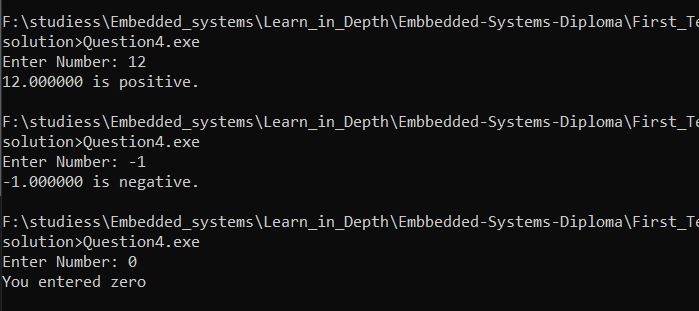 F:\studiess\Embedded_systems\Learn_in_Depth\Embbedded-Systems-Diploma\First_Te
solution>Question4.exe
Enter Number: 12
12.000000 is positive.
F:\studiess\Embedded_systems\Learn_in_Depth\Embbedded-Systems-Diploma\First_Te
solution>Question4.exe
Enter Number: -1
-1.000000 is negative.
F:\studiess\Embedded_systems\Learn_in_Depth\Embbedded-Systems-Diploma\First_Te
solution>Question4.exe
Enter Number: 0
You entered zero